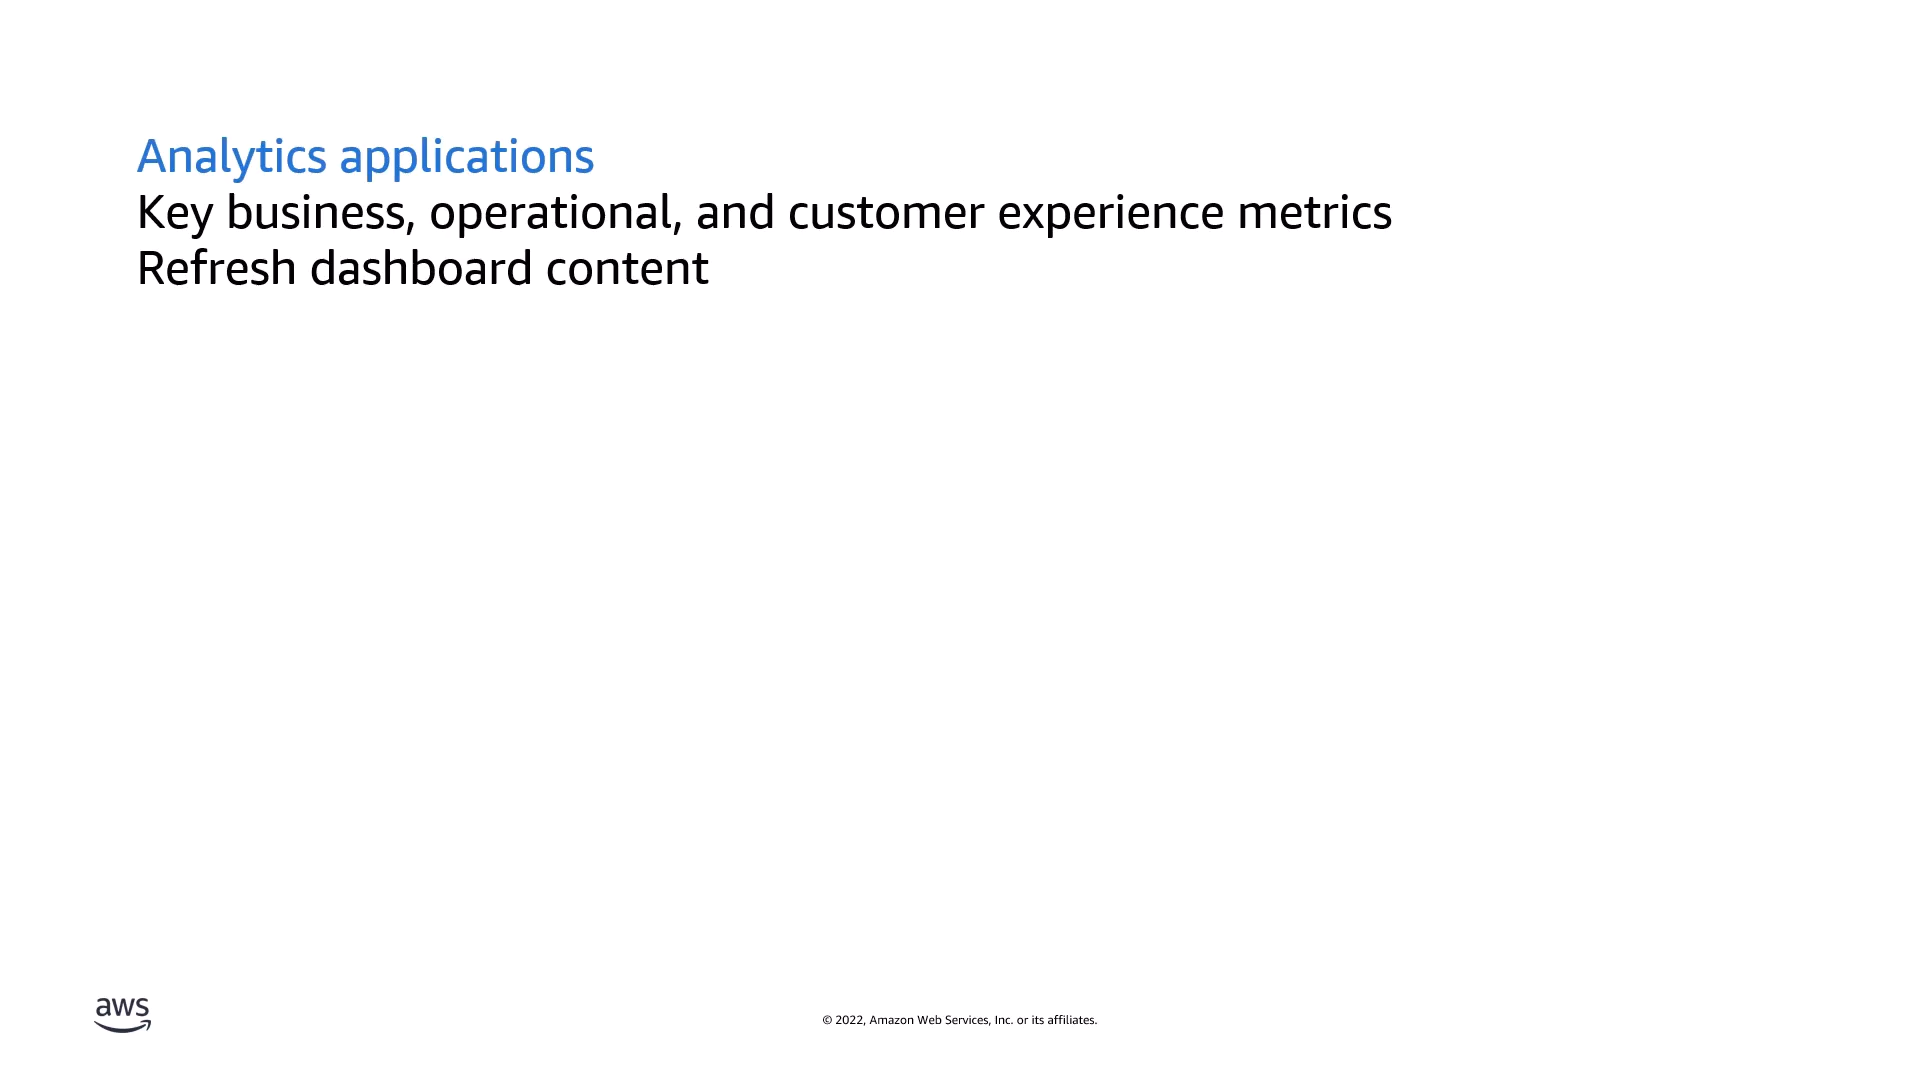 Analytics applications
Key business, operational, and customer experience metrics
Refresh dashboard content
aws
© 2022, Amazon Web Services, Inc. or its affiliates.